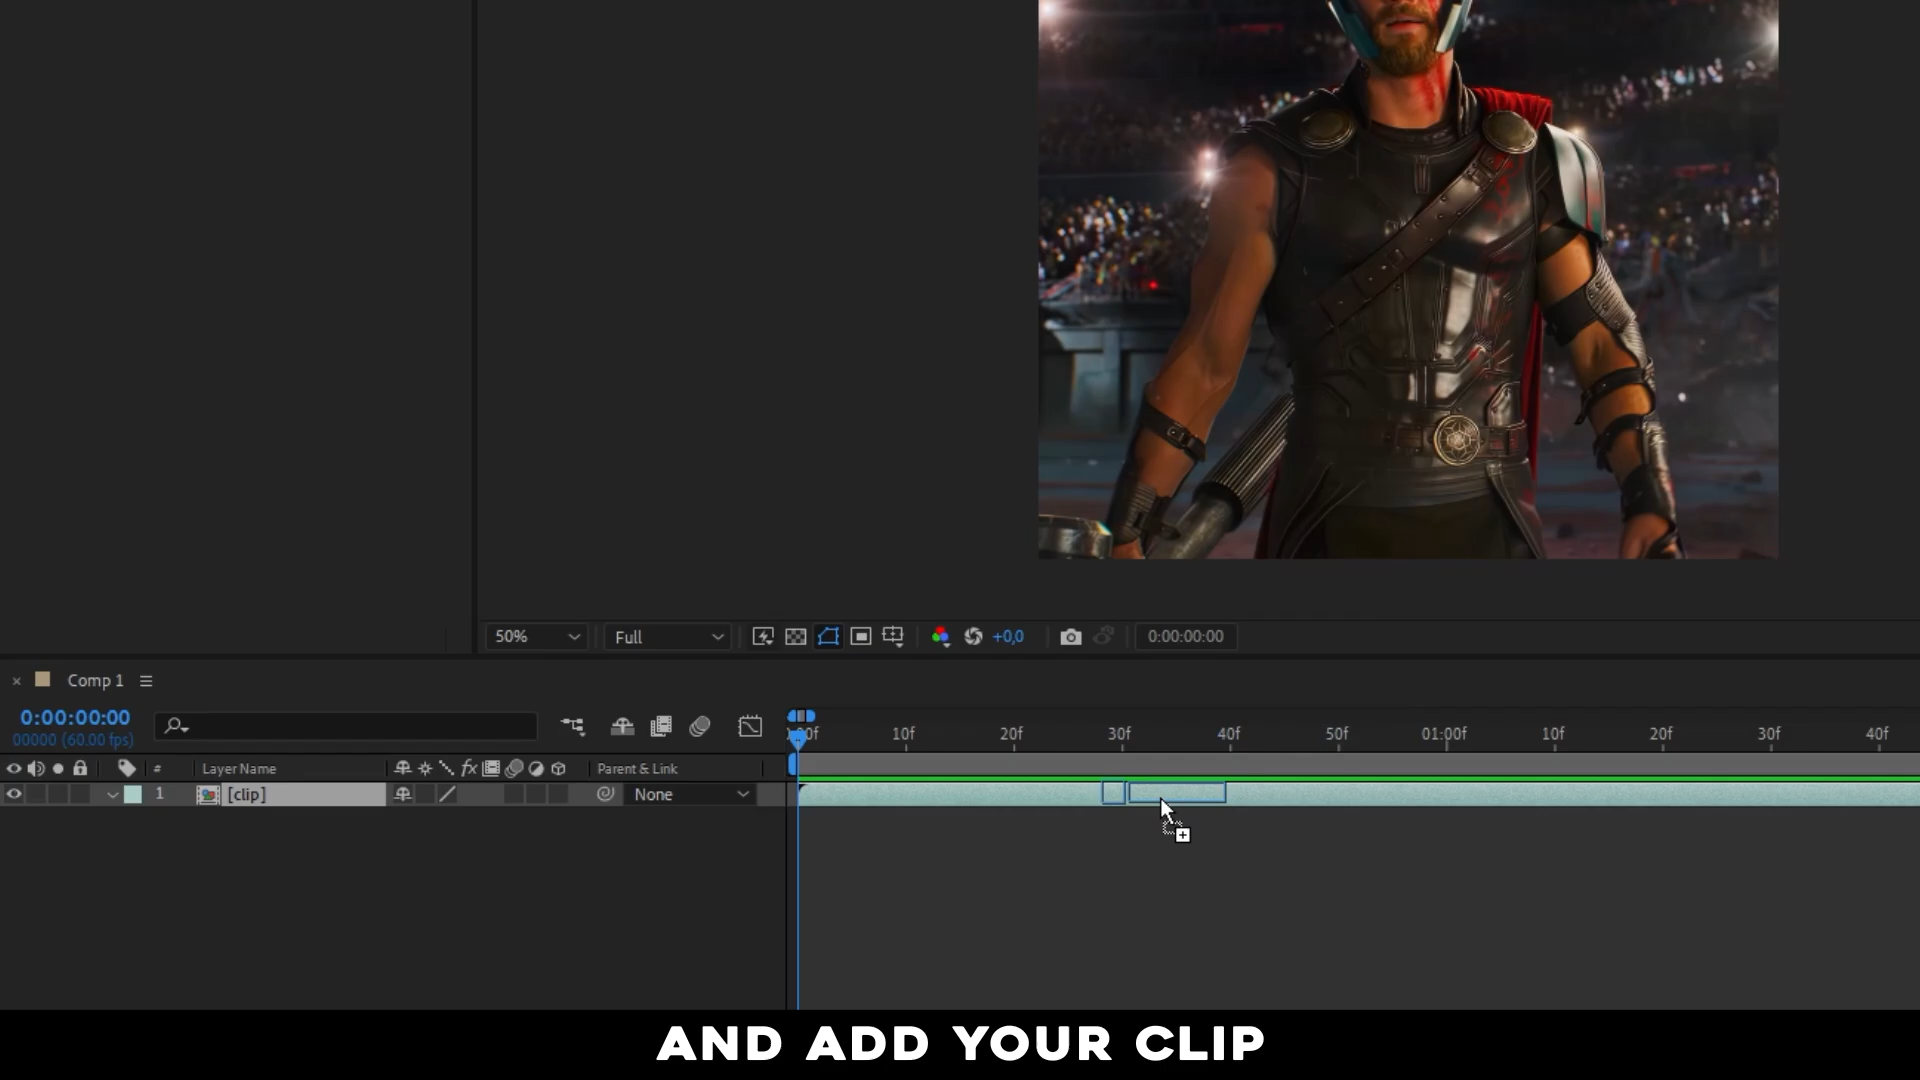 50% Full +0,0 0:00:00:00
× Comp 1
0:00:00:00
00000 (60.00 fps)
10f 20f 30f 40f 50f 01:00f 10f 20f 30f 40f
# Layer Name fx Parent & Link
1 [clip] None
AND ADD YOUR CLIP